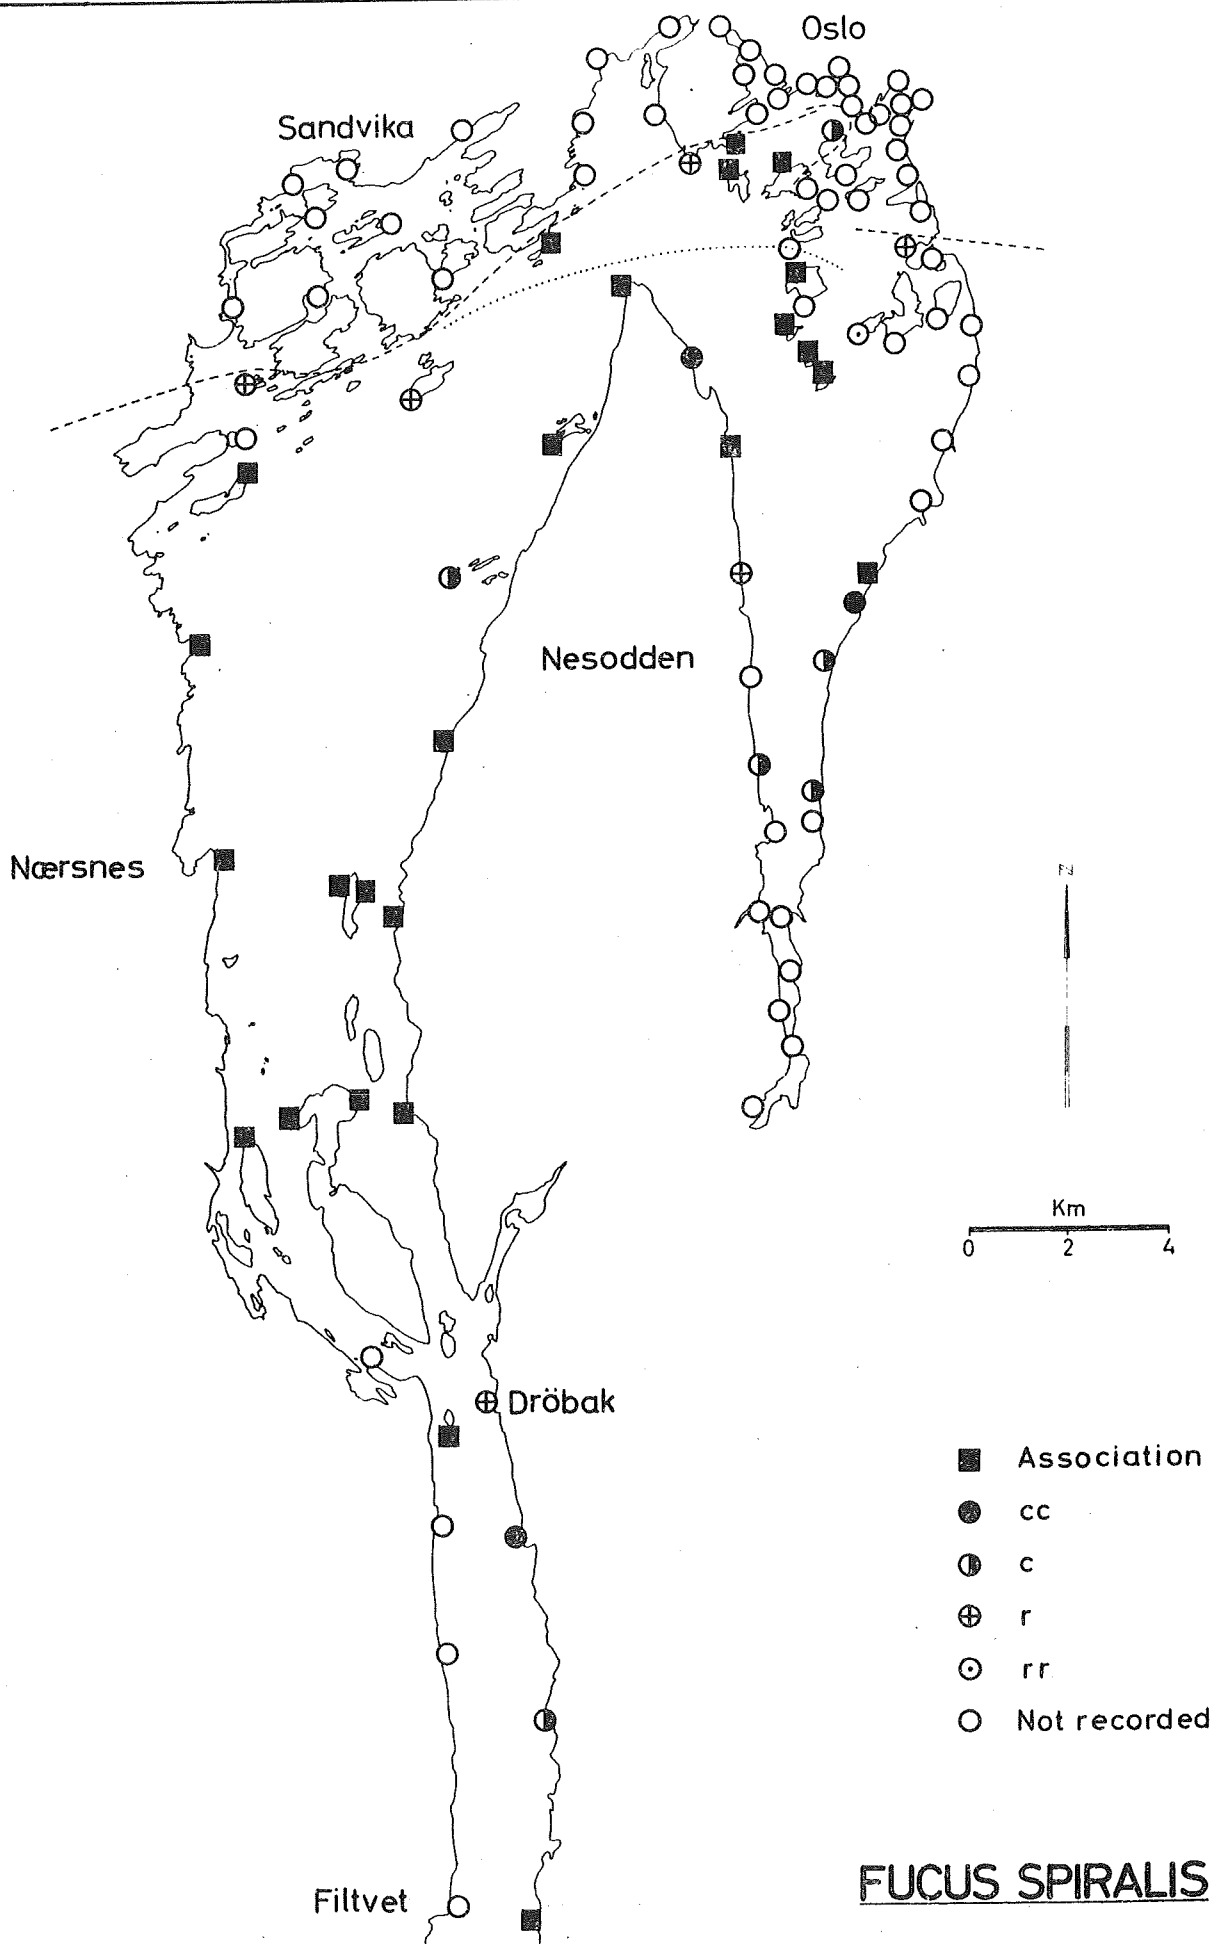 Oslo
Sandvika
Nesodden
Nærsnes
N
Km
0 2 4
Dröbak
Association
cc
c
r
rr
Not recorded
Filtvet
FUCUS SPIRALIS